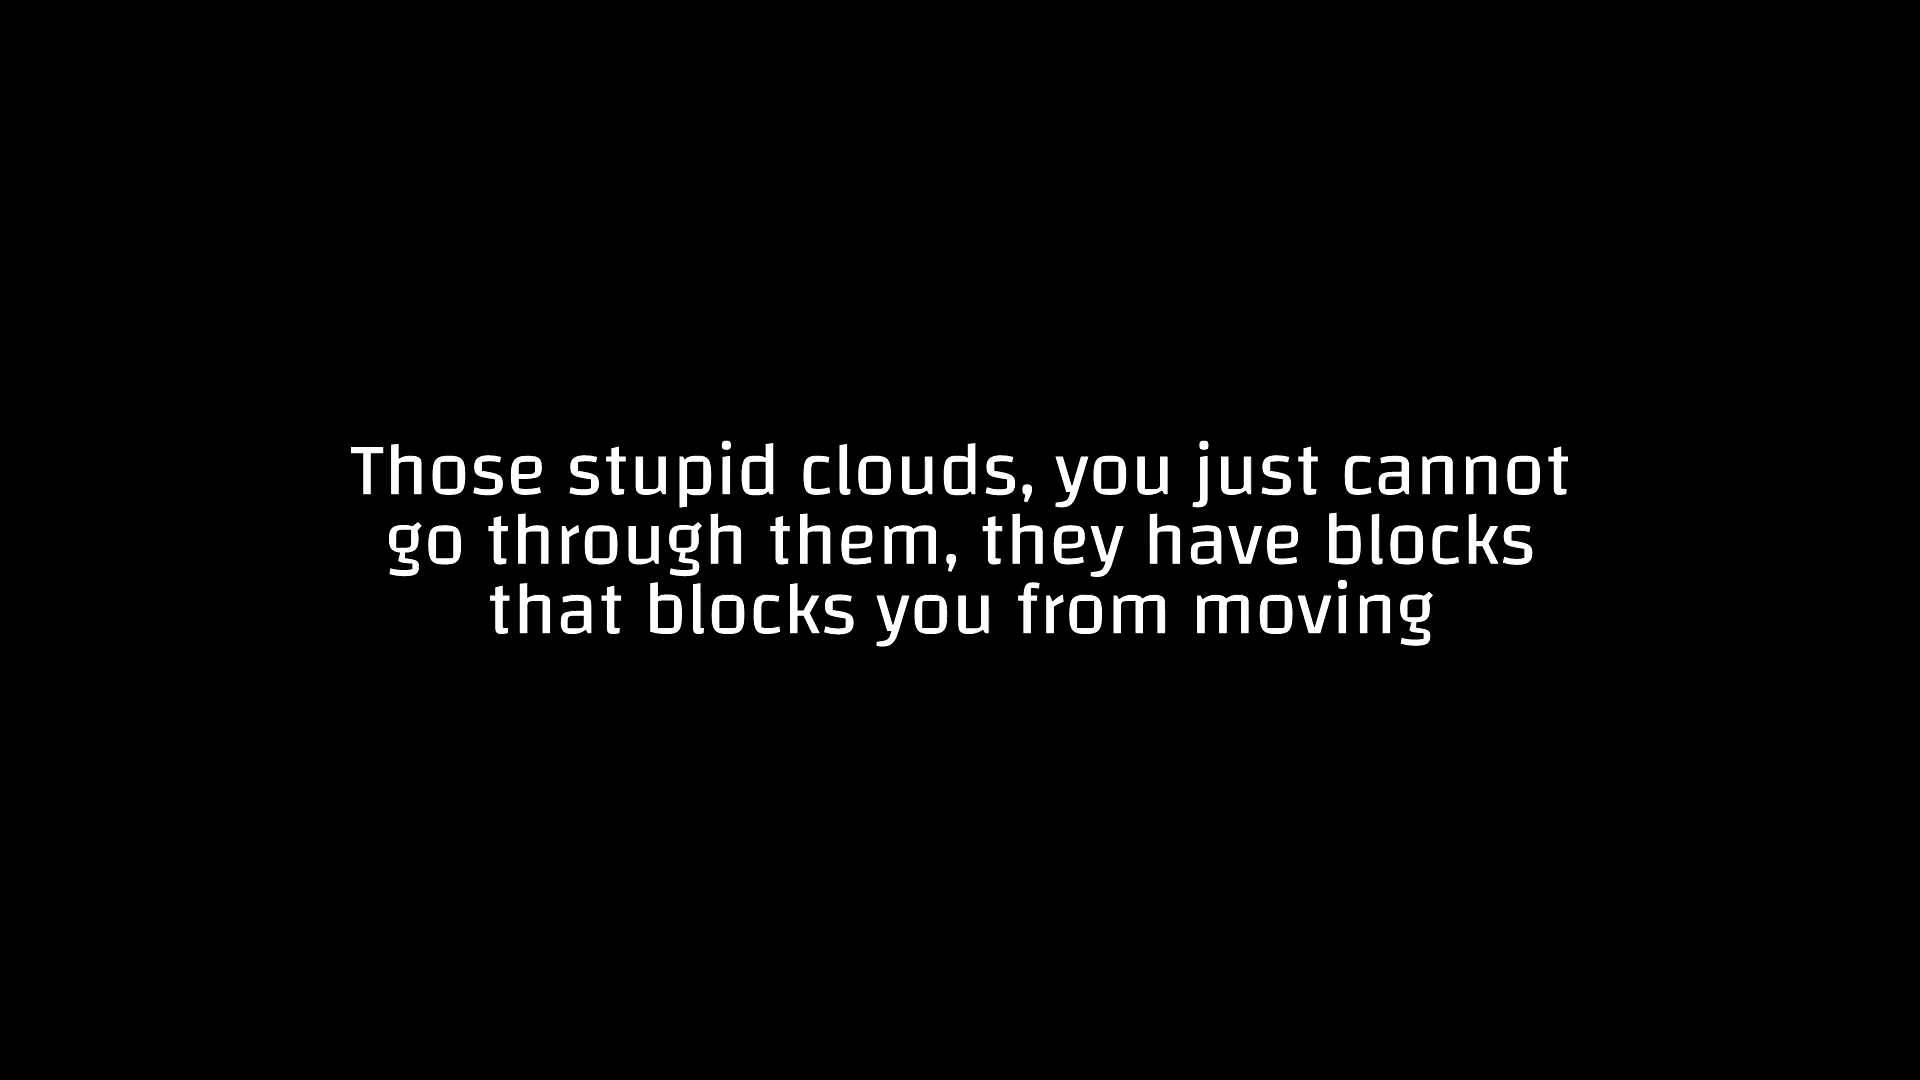 Those stupid clouds, you just cannot
go through them, they have blocks
that blocks you from moving